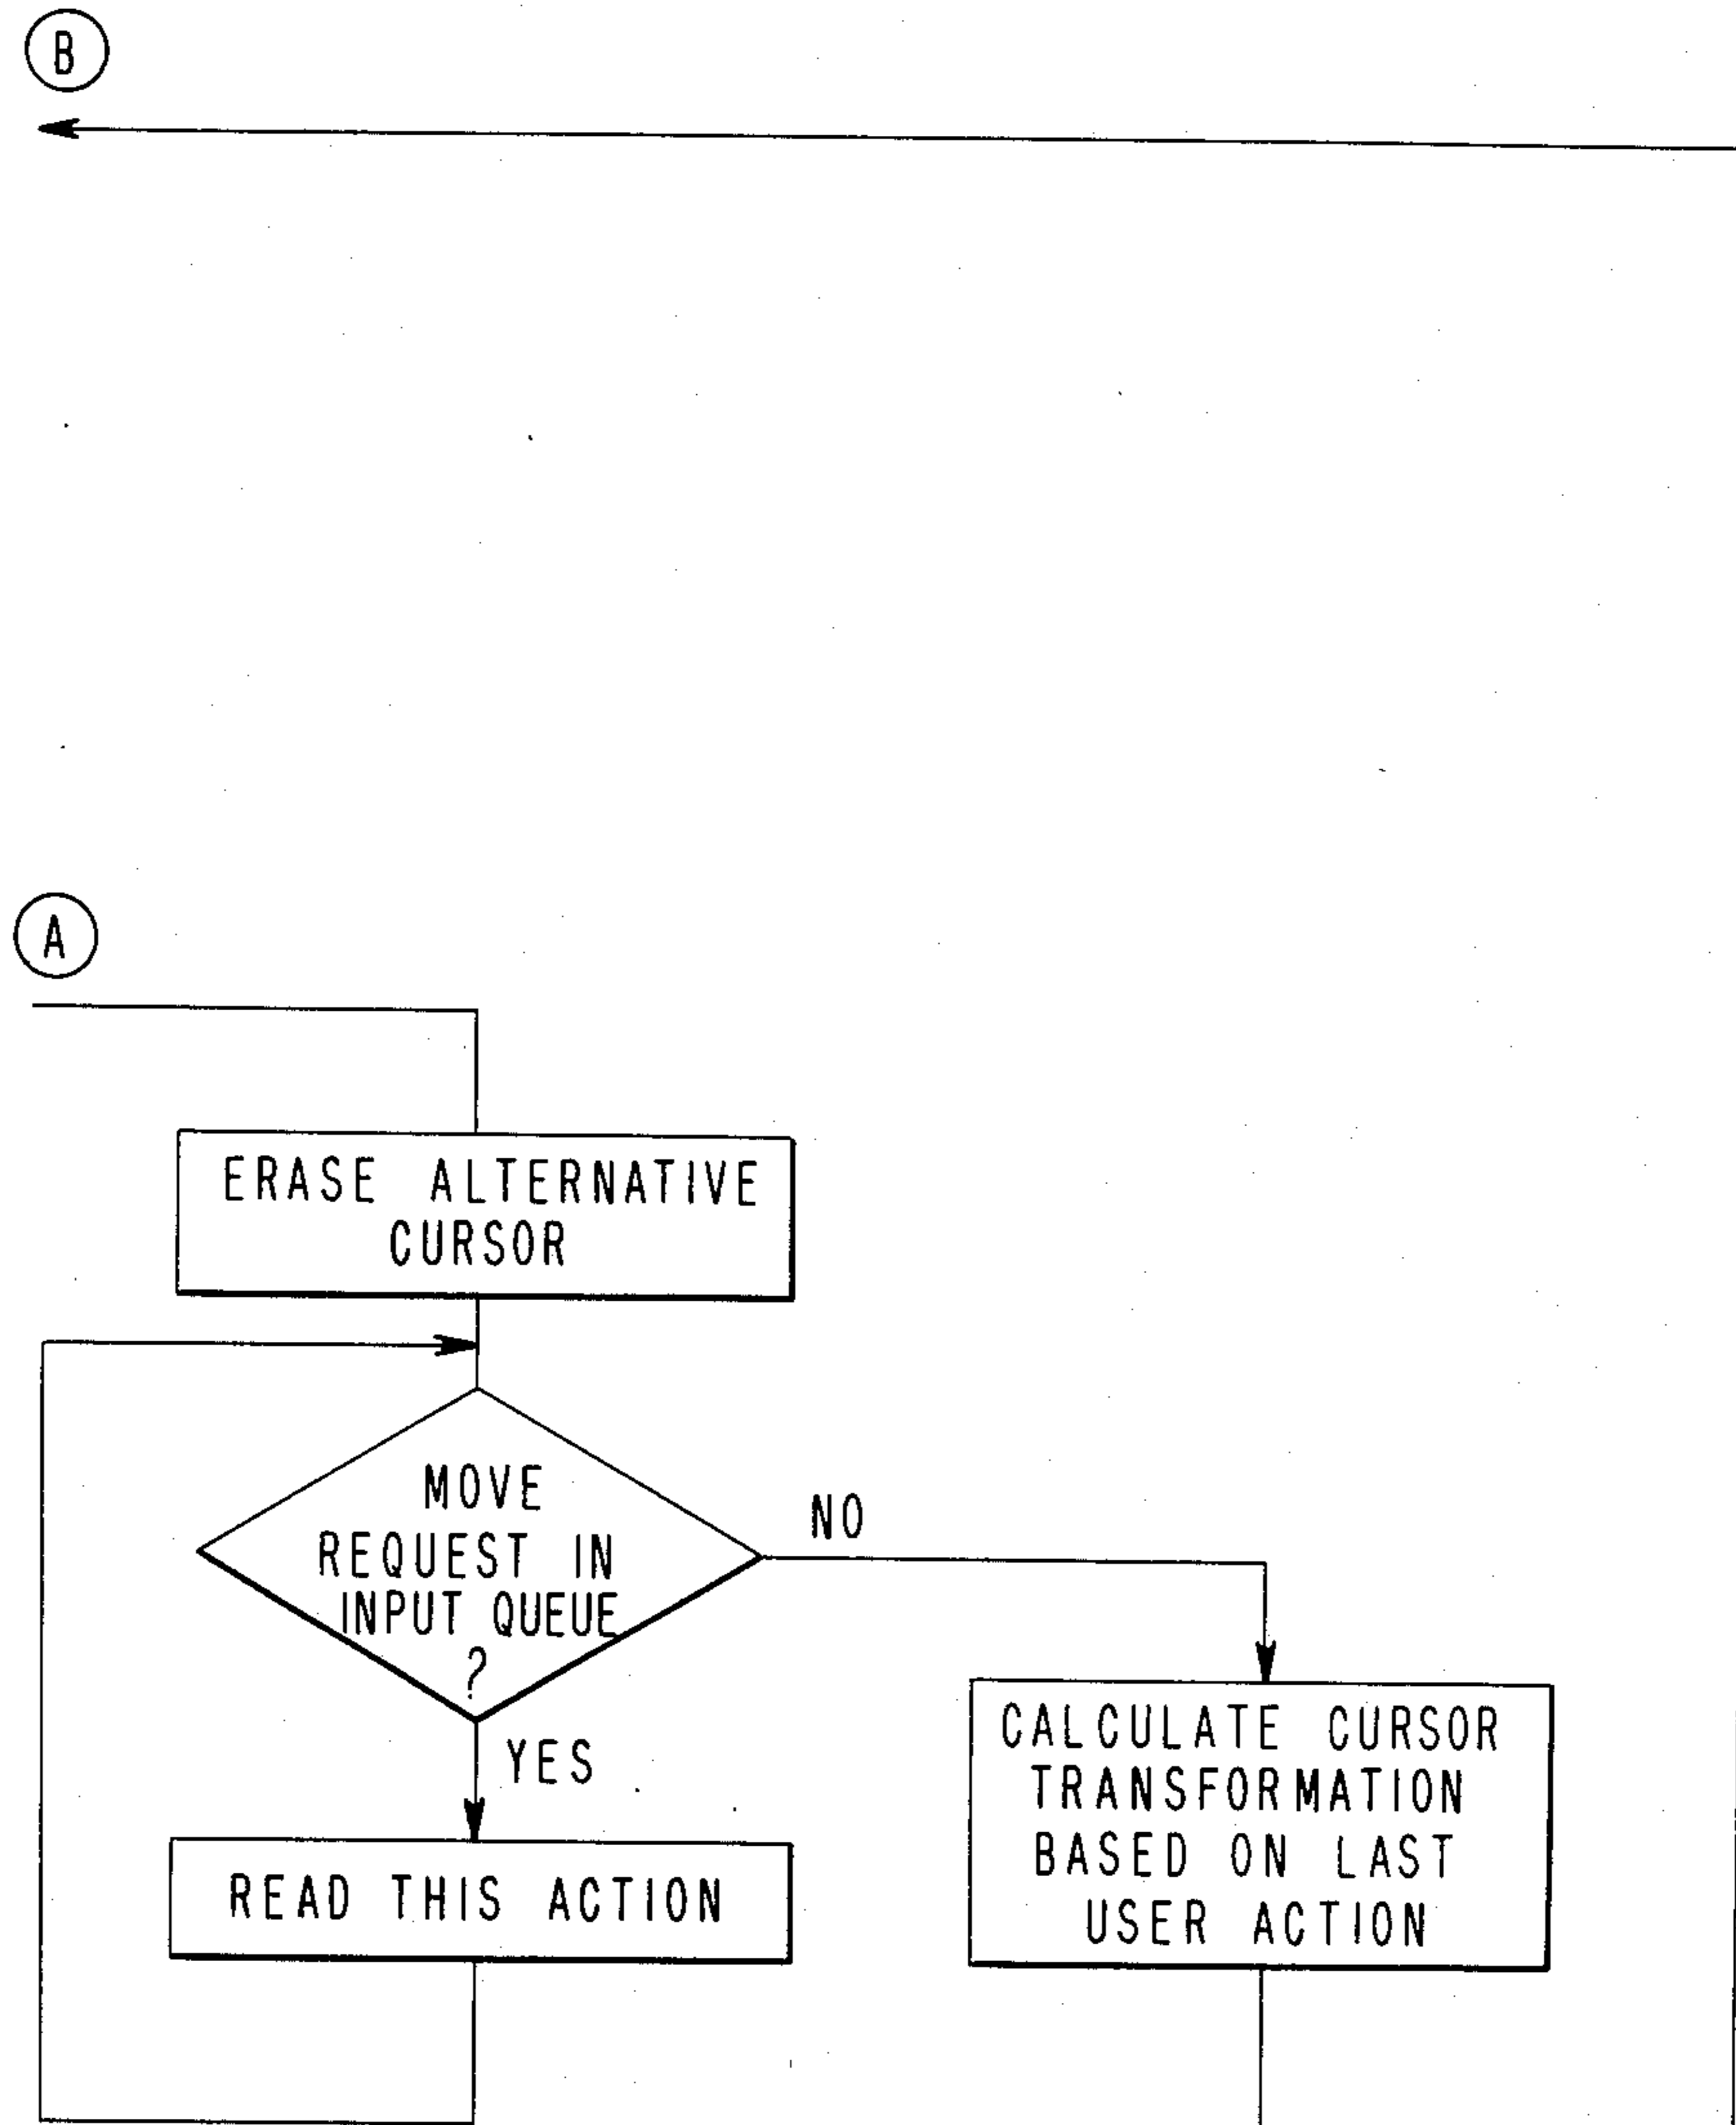 B
A
ERASE ALTERNATIVE
CURSOR
MOVE
REQUEST IN
INPUT QUEUE
?
NO
YES
READ THIS ACTION
CALCULATE CURSOR
TRANSFORMATION
BASED ON LAST
USER ACTION